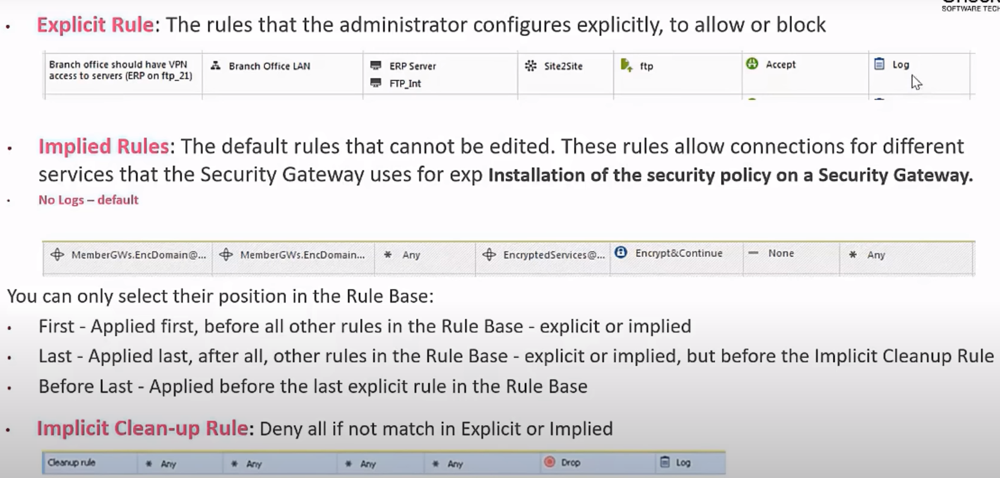 SOFTWARE TECH
• Explicit Rule: The rules that the administrator configures explicitly, to allow or block
Branch office should have VPN access to servers (ERP on ftp_21)
Branch Office LAN
ERP Server
FTP_Int
Site2Site
ftp
Accept
Log
• Implied Rules: The default rules that cannot be edited. These rules allow connections for different
services that the Security Gateway uses for exp Installation of the security policy on a Security Gateway.
• No Logs – default
MemberGWs.EncDomain@... MemberGWs.EncDomain... * Any EncryptedServices@... Encrypt&Continue — None * Any
You can only select their position in the Rule Base:
• First - Applied first, before all other rules in the Rule Base - explicit or implied
• Last - Applied last, after all, other rules in the Rule Base - explicit or implied, but before the Implicit Cleanup Rule
• Before Last - Applied before the last explicit rule in the Rule Base
• Implicit Clean-up Rule: Deny all if not match in Explicit or Implied
Cleanup rule * Any * Any * Any * Any Drop Log